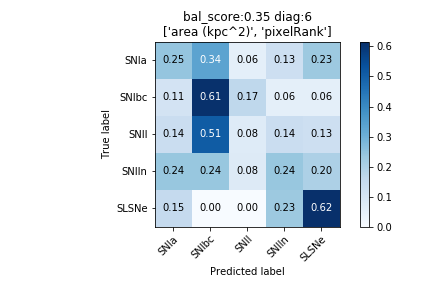 bal_score:0.35 diag:6
['area (kpc^2)', 'pixelRank']
True label
SNIa 0.25 0.34 0.06 0.13 0.23
SNIbc 0.11 0.61 0.17 0.06 0.06
SNII 0.14 0.51 0.08 0.14 0.13
SNIIn 0.24 0.24 0.08 0.24 0.20
SLSNe 0.15 0.00 0.00 0.23 0.62
SNIa SNIbc SNII SNIIn SLSNe
Predicted label
0.6
0.5
0.4
0.3
0.2
0.1
0.0